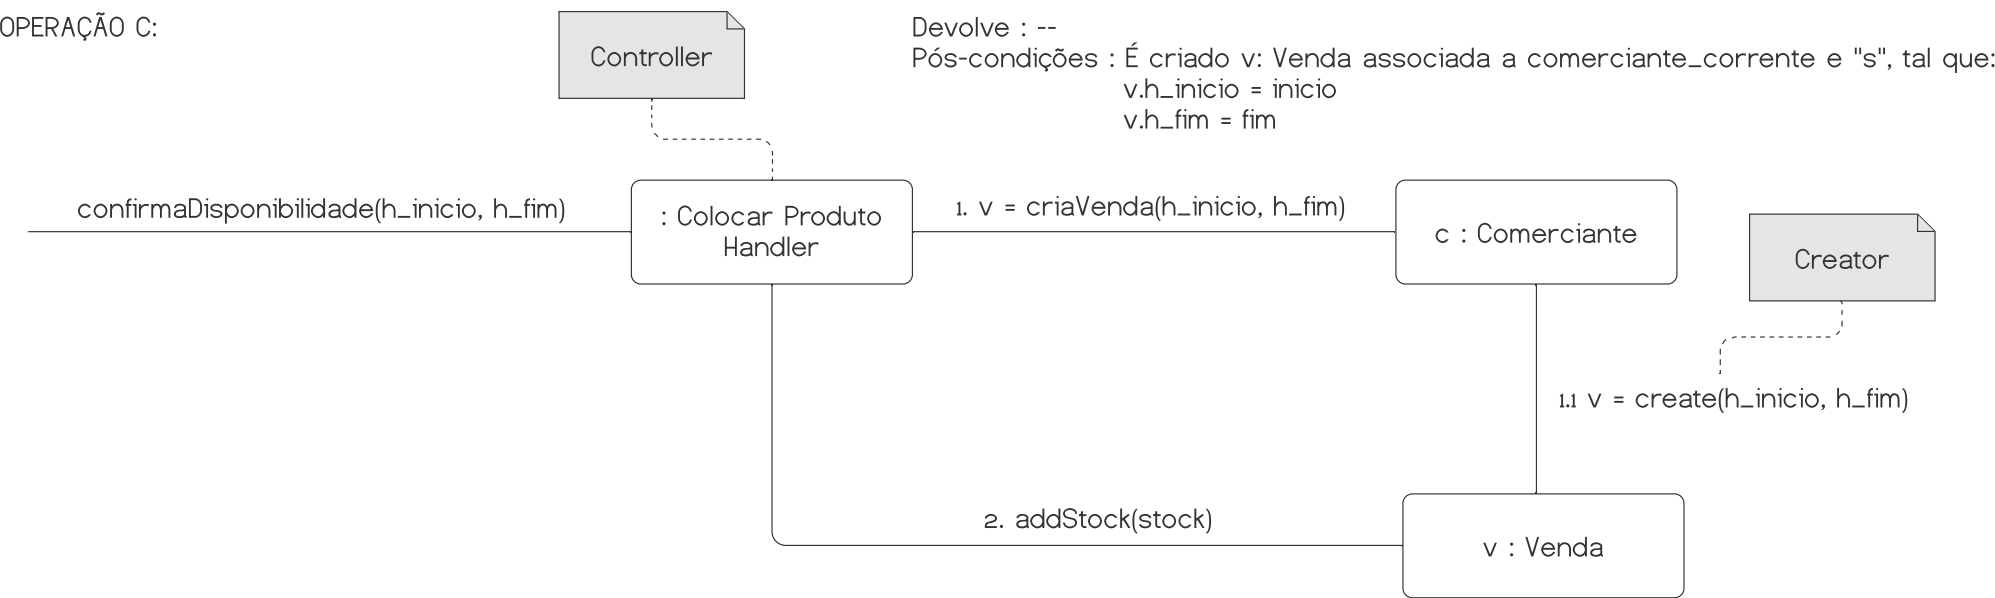 OPERAÇÃO C:
Controller
Devolve : --
Pós-condições : É criado v: Venda associada a comerciante_corrente e "s", tal que:
v.h_inicio = inicio
v.h_fim = fim
confirmaDisponibilidade(h_inicio, h_fim)
: Colocar Produto
Handler
1. v = criaVenda(h_inicio, h_fim)
c : Comerciante
Creator
1.1 v = create(h_inicio, h_fim)
2. addStock(stock)
v : Venda